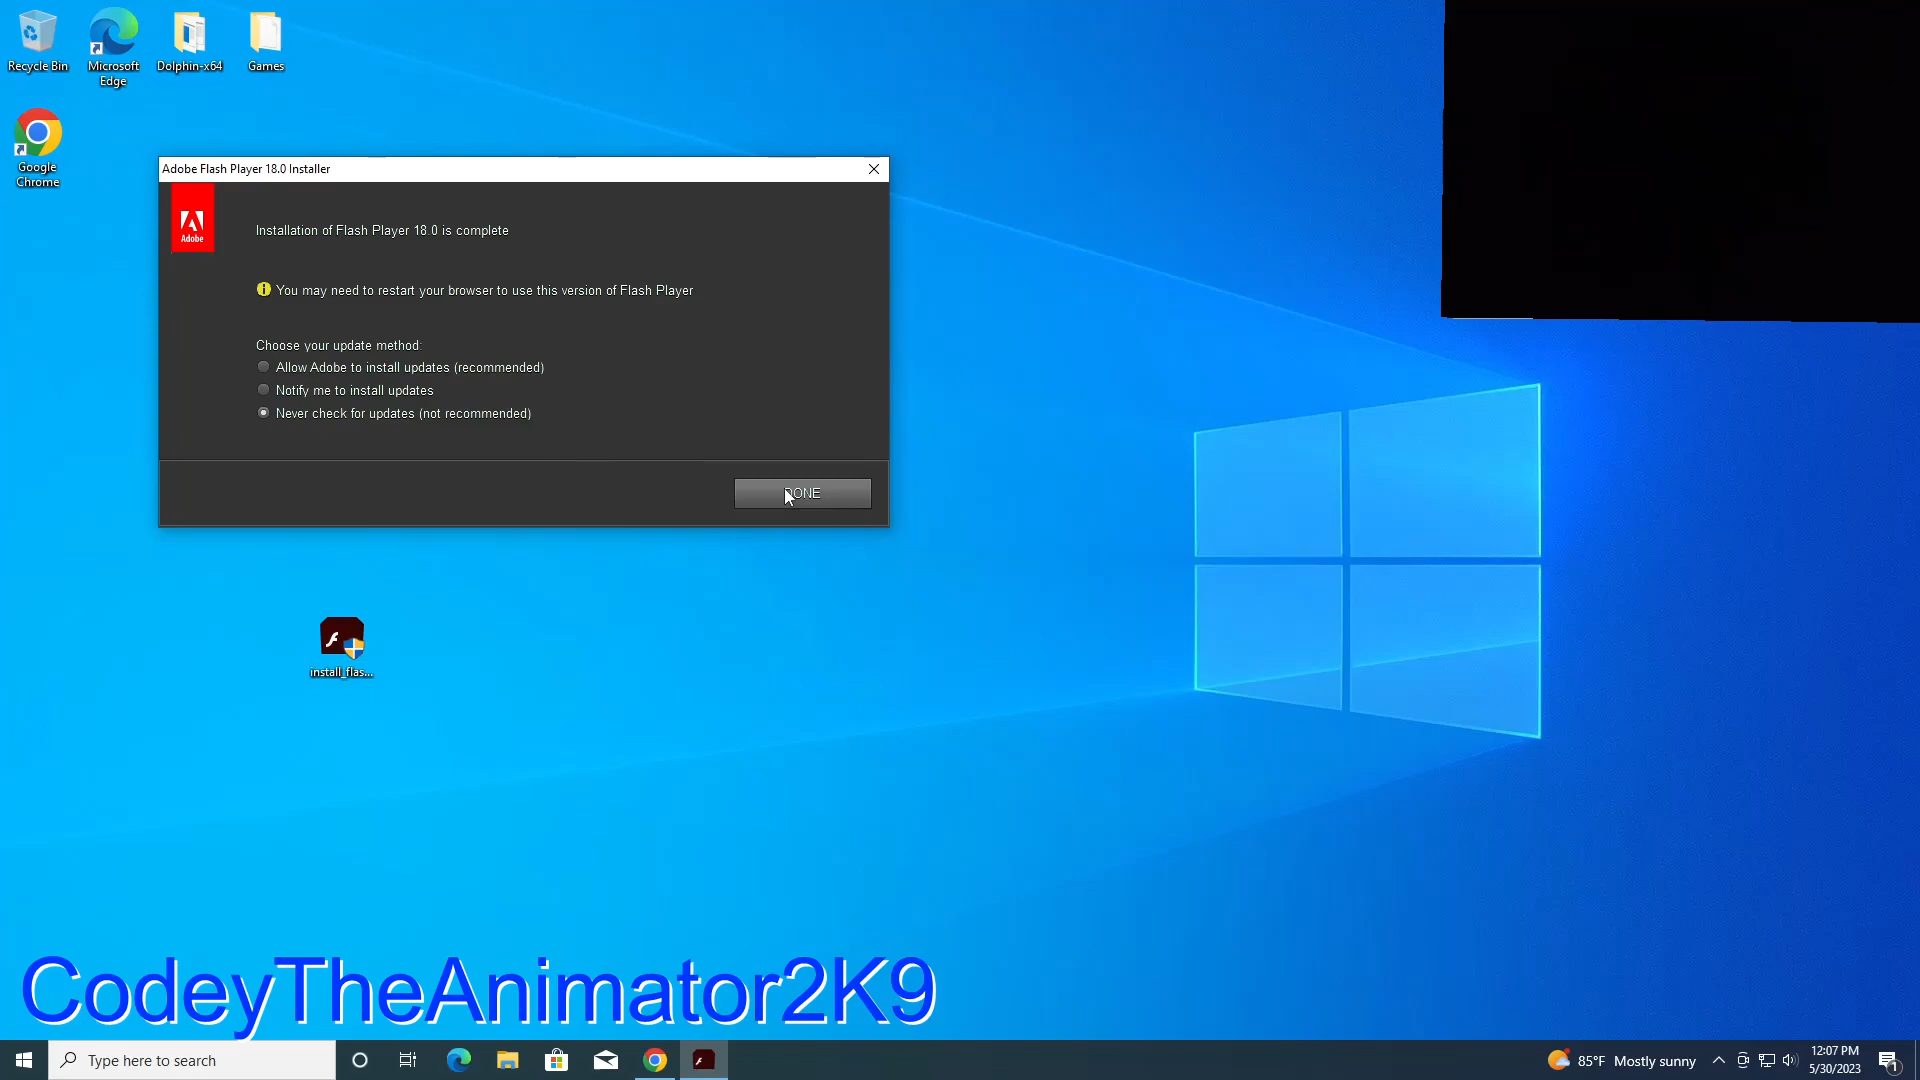 Recycle Bin
Microsoft
Edge
Dolphin-x64
Games
Google
Chrome
Adobe Flash Player 18.0 Installer
Adobe
Installation of Flash Player 18.0 is complete
You may need to restart your browser to use this version of Flash Player
Choose your update method:
Allow Adobe to install updates (recommended)
Notify me to install updates
Never check for updates (not recommended)
DONE
install_flas...
CodeyTheAnimator2K9
Type here to search
85°F Mostly sunny
12:07 PM
5/30/2023
1